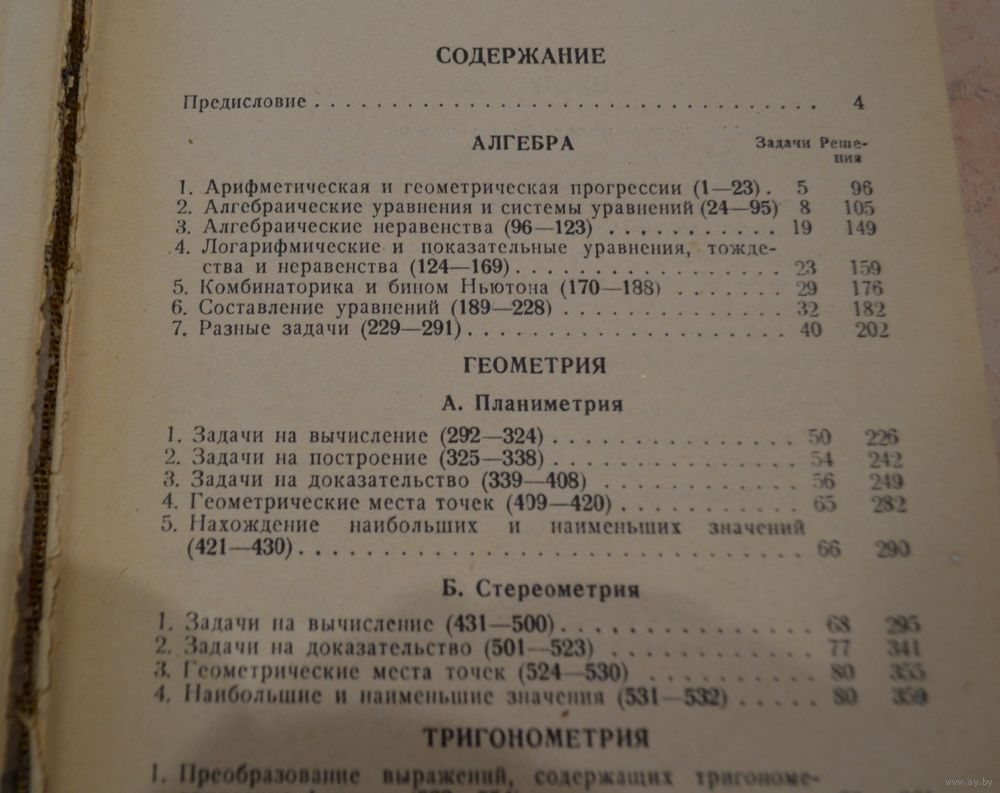 СОДЕРЖАНИЕ
Предисловие . . . . . . . . . . . . . . . . . . . . . . . . . . . . . . . . 4
АЛГЕБРА Задачи Реше-
ния
1. Арифметическая и геометрическая прогрессии (1—23) . 5 96
2. Алгебраические уравнения и системы уравнений (24—95) 8 105
3. Алгебраические неравенства (96—123) . . . . . . . . . . 19 149
4. Логарифмические и показательные уравнения, тожде-
ства и неравенства (124—169) . . . . . . . . . . . . . . . . 23 159
5. Комбинаторика и бином Ньютона (170—188) . . . . . . . 29 176
6. Составление уравнений (189—228) . . . . . . . . . . . . . 32 182
7. Разные задачи (229—291) . . . . . . . . . . . . . . . . . . . 40 202
ГЕОМЕТРИЯ
А. Планиметрия
1. Задачи на вычисление (292—324) . . . . . . . . . . . . . . 50 226
2. Задачи на построение (325—338) . . . . . . . . . . . . . . 54 242
3. Задачи на доказательство (339—408) . . . . . . . . . . . 56 249
4. Геометрические места точек (409—420) . . . . . . . . . . 65 282
5. Нахождение наибольших и наименьших значений
(421—430) . . . . . . . . . . . . . . . . . . . . . . . . . . . . 66 290
Б. Стереометрия
1. Задачи на вычисление (431—500) . . . . . . . . . . . . . . 68 295
2. Задачи на доказательство (501—523) . . . . . . . . . . . 77 341
3. Геометрические места точек (524—530) . . . . . . . . . . 80 355
4. Наибольшие и наименьшие значения (531—532) . . . . . 80 359
ТРИГОНОМЕТРИЯ
1. Преобразование выражений, содержащих тригономе-
www.ay.by